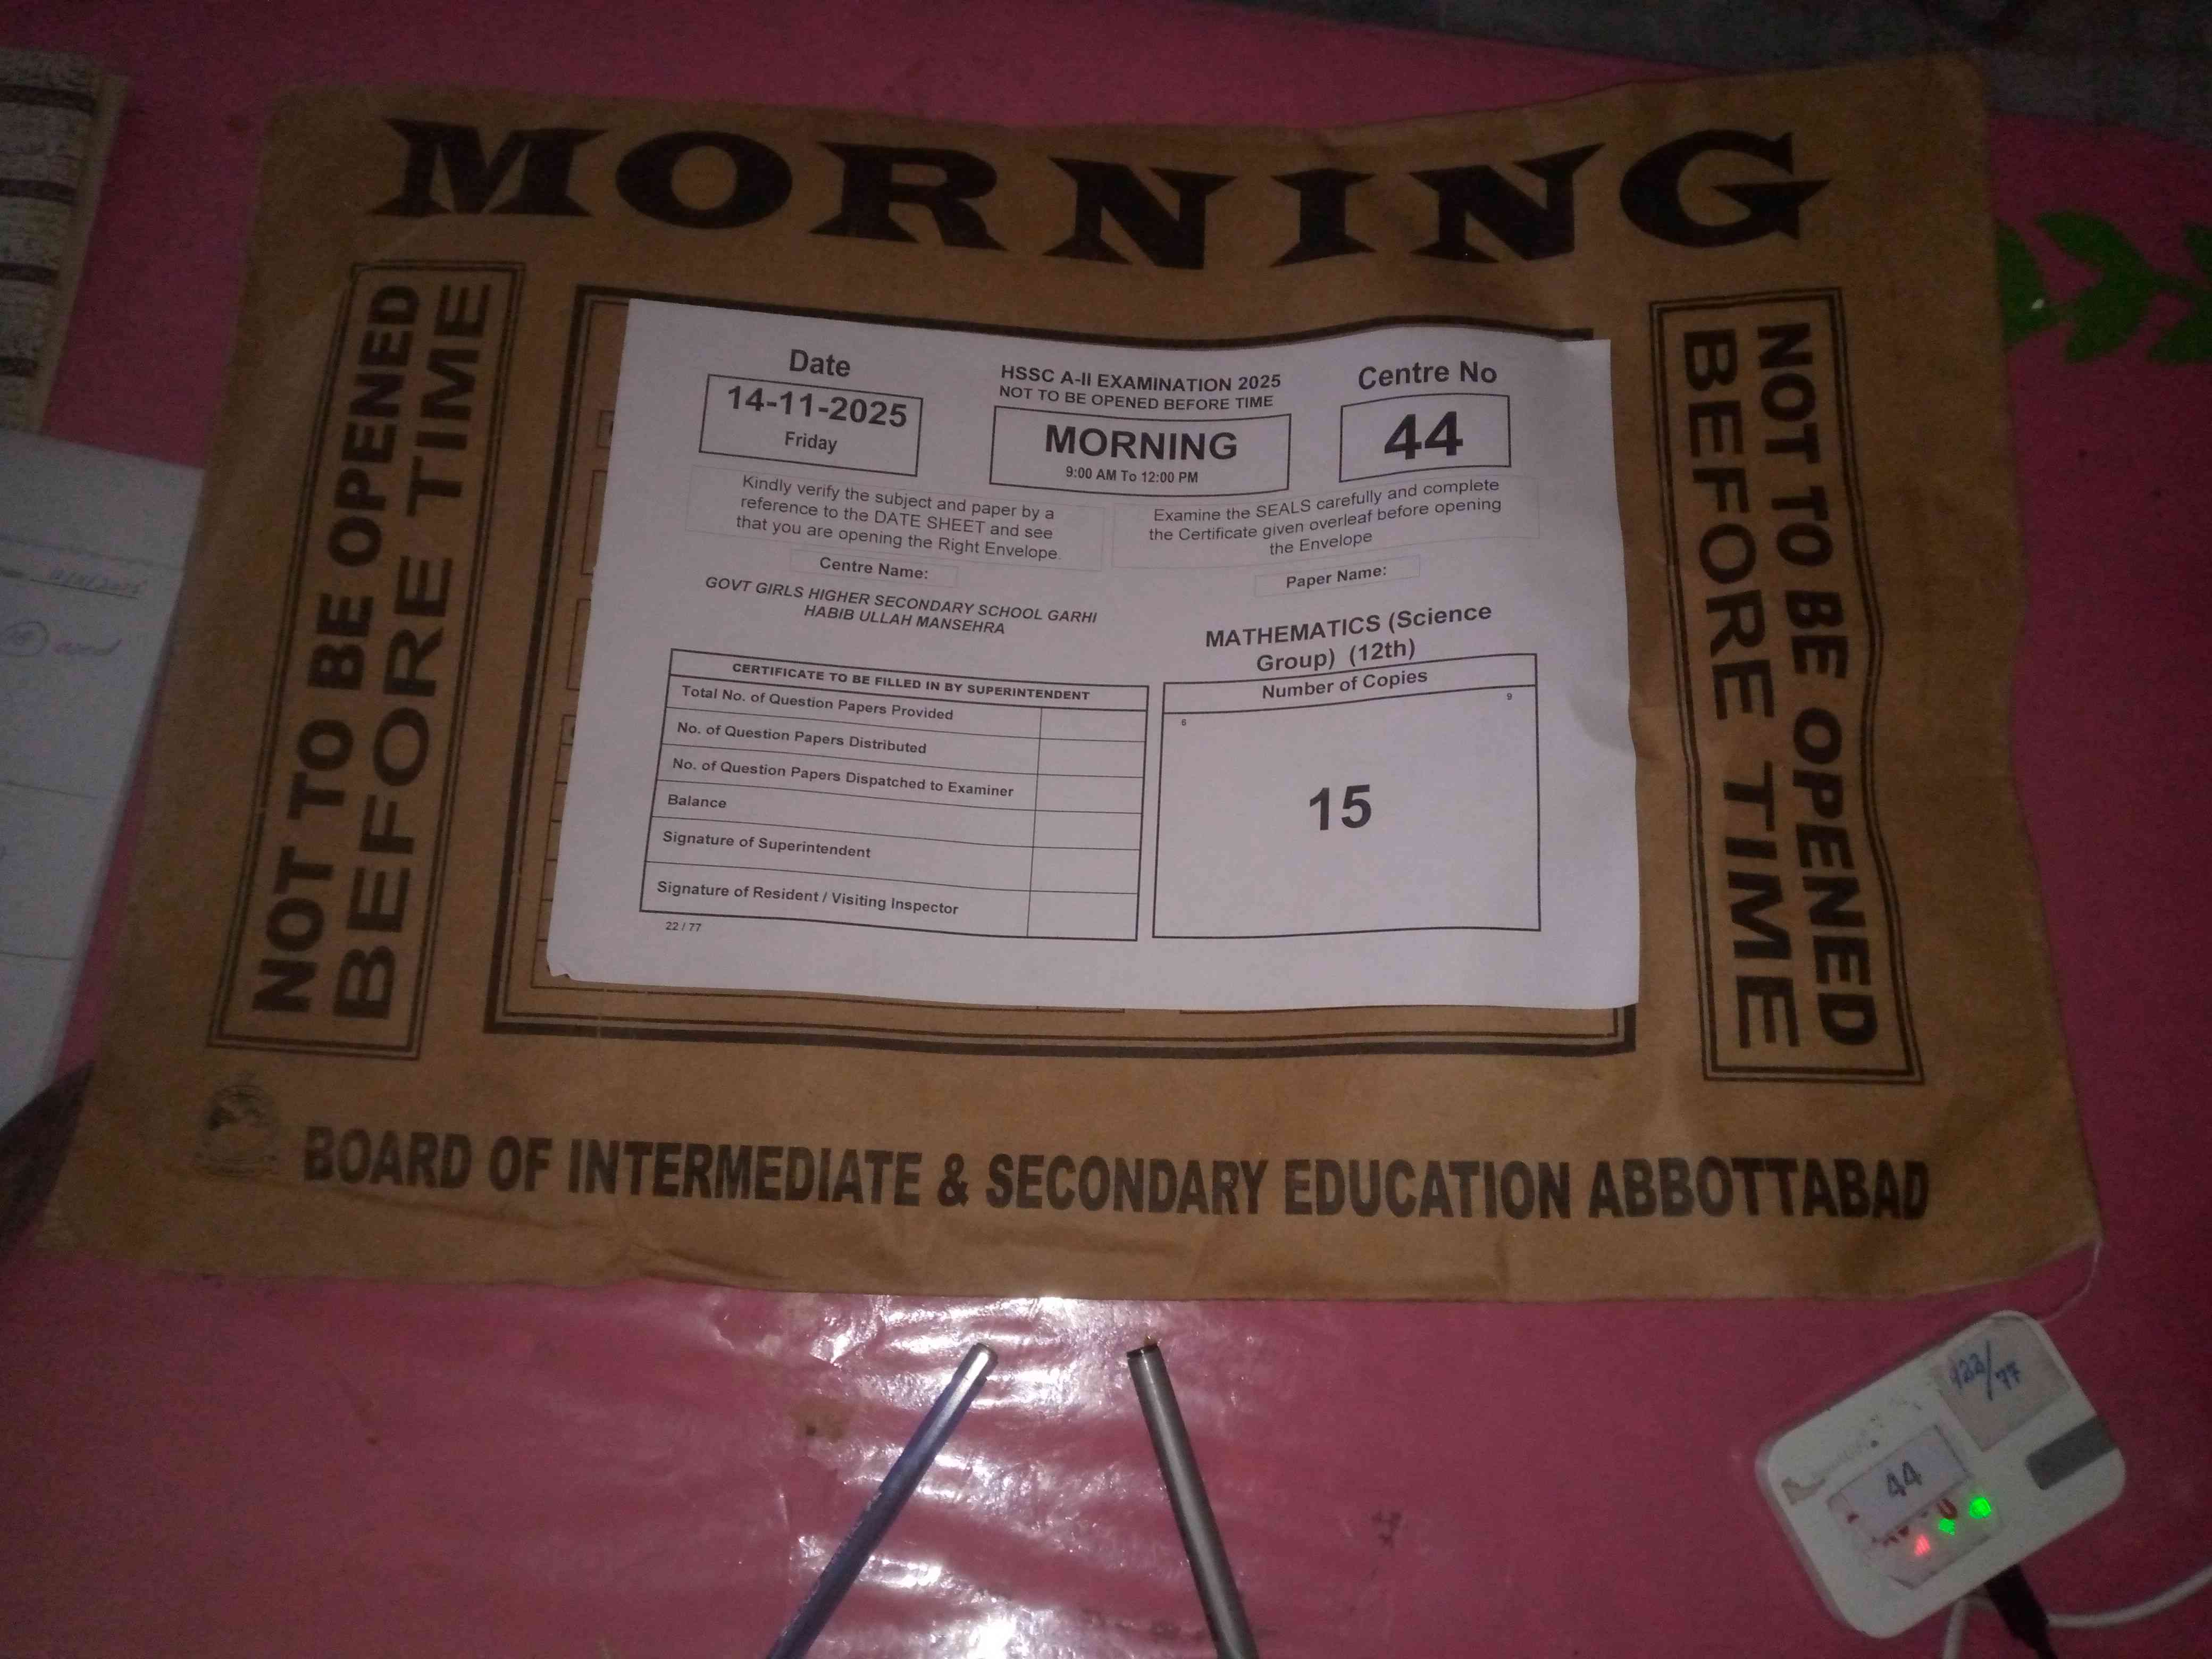 MORNING
NOT TO BE OPENED
BEFORE TIME
Date
14-11-2025
Friday
HSSC A-II EXAMINATION 2025
NOT TO BE OPENED BEFORE TIME
MORNING
9:00 AM To 12:00 PM
Centre No
44
Kindly verify the subject and paper by a
reference to the DATE SHEET and see
that you are opening the Right Envelope.
Examine the SEALS carefully and complete
the Certificate given overleaf before opening
the Envelope
Centre Name:
GOVT GIRLS HIGHER SECONDARY SCHOOL GARHI
HABIB ULLAH MANSEHRA
Paper Name:
MATHEMATICS (Science
Group) (12th)
CERTIFICATE TO BE FILLED IN BY SUPERINTENDENT
Total No. of Question Papers Provided
No. of Question Papers Distributed
No. of Question Papers Dispatched to Examiner
Balance
Signature of Superintendent
Signature of Resident / Visiting Inspector
22 / 77
Number of Copies
6
9
15
NOT TO BE OPENED
BEFORE TIME
BOARD OF INTERMEDIATE & SECONDARY EDUCATION ABBOTTABAD
44